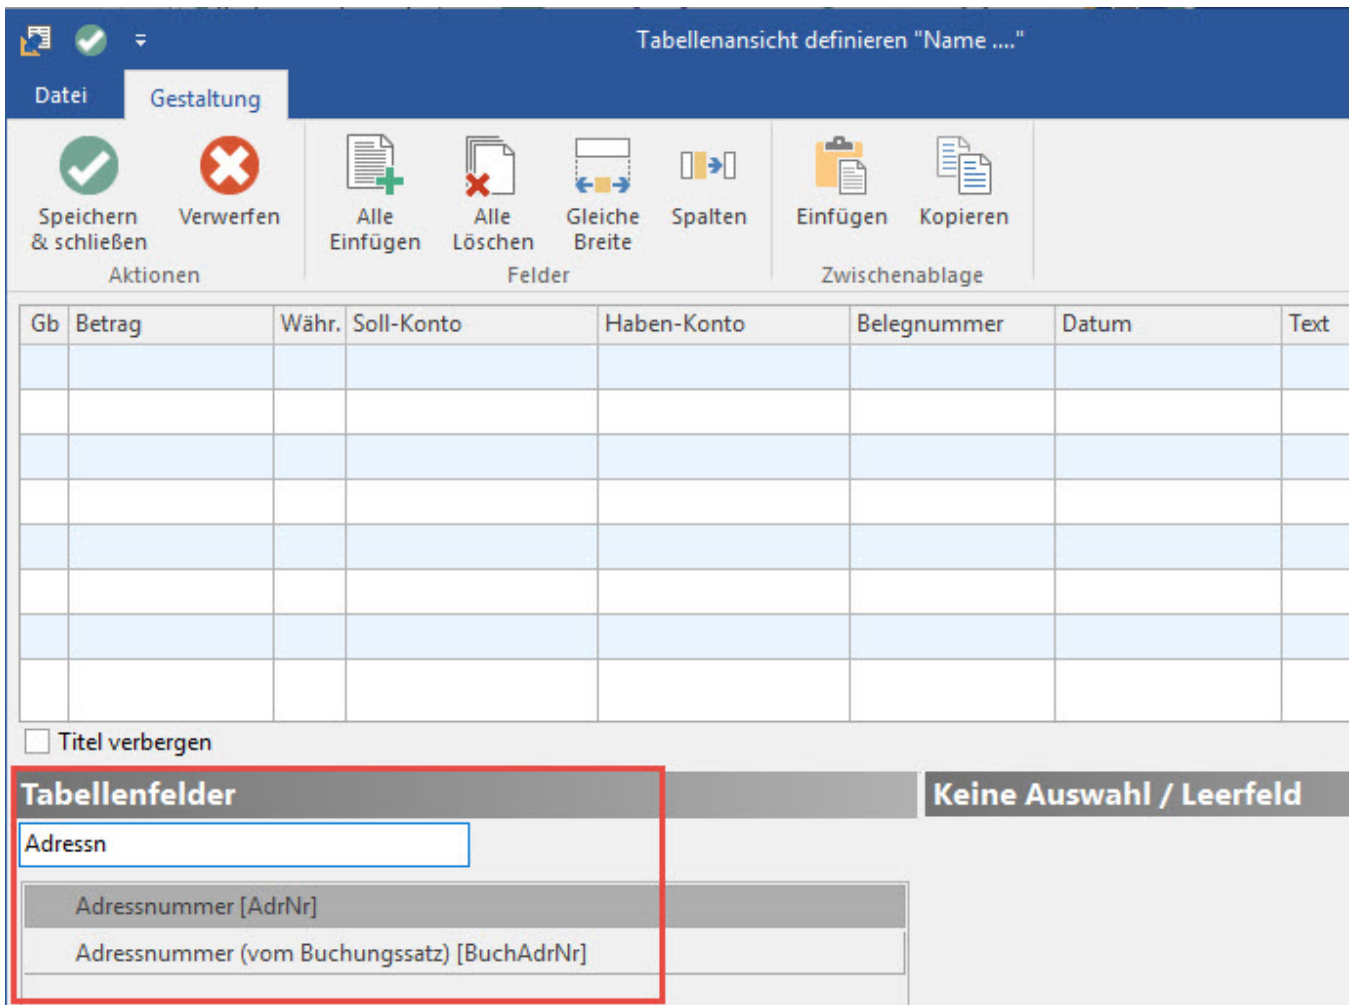 Tabellenansicht definieren "Name ...."
Datei Gestaltung
Speichern & schließen
Verwerfen
Alle Einfügen
Alle Löschen
Gleiche Breite
Spalten
Einfügen
Kopieren
Aktionen Felder Zwischenablage
Gb Betrag Währ. Soll-Konto Haben-Konto Belegnummer Datum Text
Titel verbergen
Tabellenfelder
Keine Auswahl / Leerfeld
Adressn
Adressnummer [AdrNr]
Adressnummer (vom Buchungssatz) [BuchAdrNr]